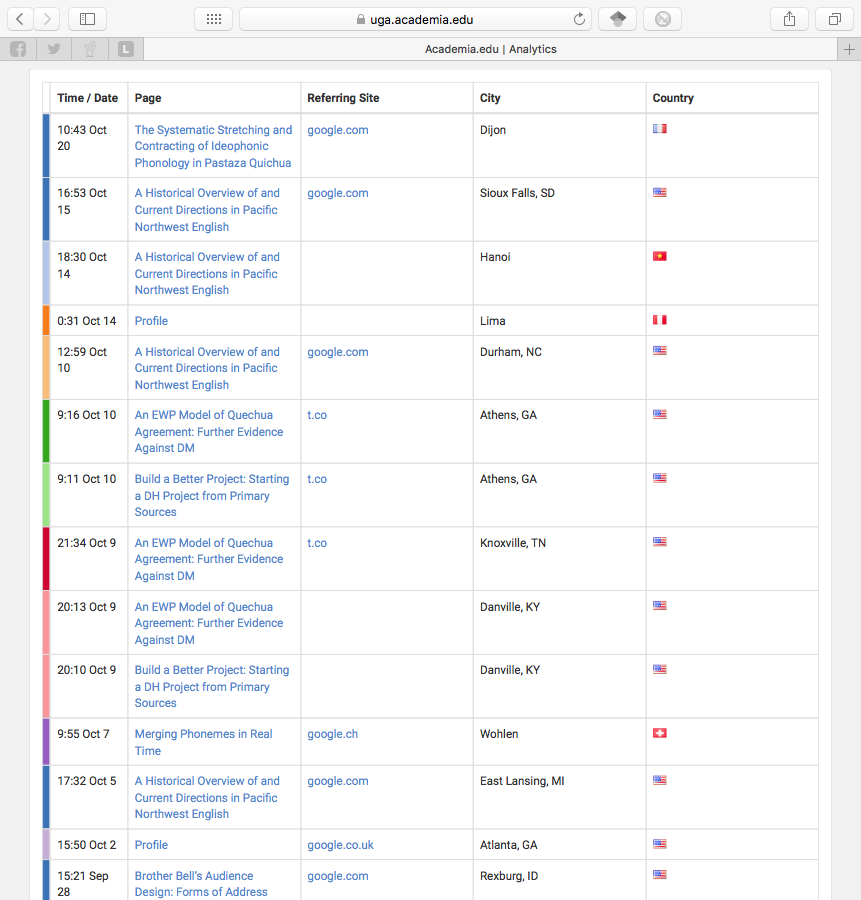 uga.academia.edu
L
Academia.edu | Analytics
Time / Date Page Referring Site City Country
10:43 Oct The Systematic Stretching and google.com Dijon
20 Contracting of Ideophonic
Phonology in Pastaza Quichua
16:53 Oct A Historical Overview of and google.com Sioux Falls, SD
15 Current Directions in Pacific
Northwest English
18:30 Oct A Historical Overview of and Hanoi
14 Current Directions in Pacific
Northwest English
0:31 Oct 14 Profile Lima
12:59 Oct A Historical Overview of and google.com Durham, NC
10 Current Directions in Pacific
Northwest English
9:16 Oct 10 An EWP Model of Quechua t.co Athens, GA
Agreement: Further Evidence
Against DM
9:11 Oct 10 Build a Better Project: Starting t.co Athens, GA
a DH Project from Primary
Sources
21:34 Oct 9 An EWP Model of Quechua t.co Knoxville, TN
Agreement: Further Evidence
Against DM
20:13 Oct 9 An EWP Model of Quechua Danville, KY
Agreement: Further Evidence
Against DM
20:10 Oct 9 Build a Better Project: Starting Danville, KY
a DH Project from Primary
Sources
9:55 Oct 7 Merging Phonemes in Real google.ch Wohlen
Time
17:32 Oct 5 A Historical Overview of and google.com East Lansing, MI
Current Directions in Pacific
Northwest English
15:50 Oct 2 Profile google.co.uk Atlanta, GA
15:21 Sep Brother Bell's Audience google.com Rexburg, ID
28 Design: Forms of Address